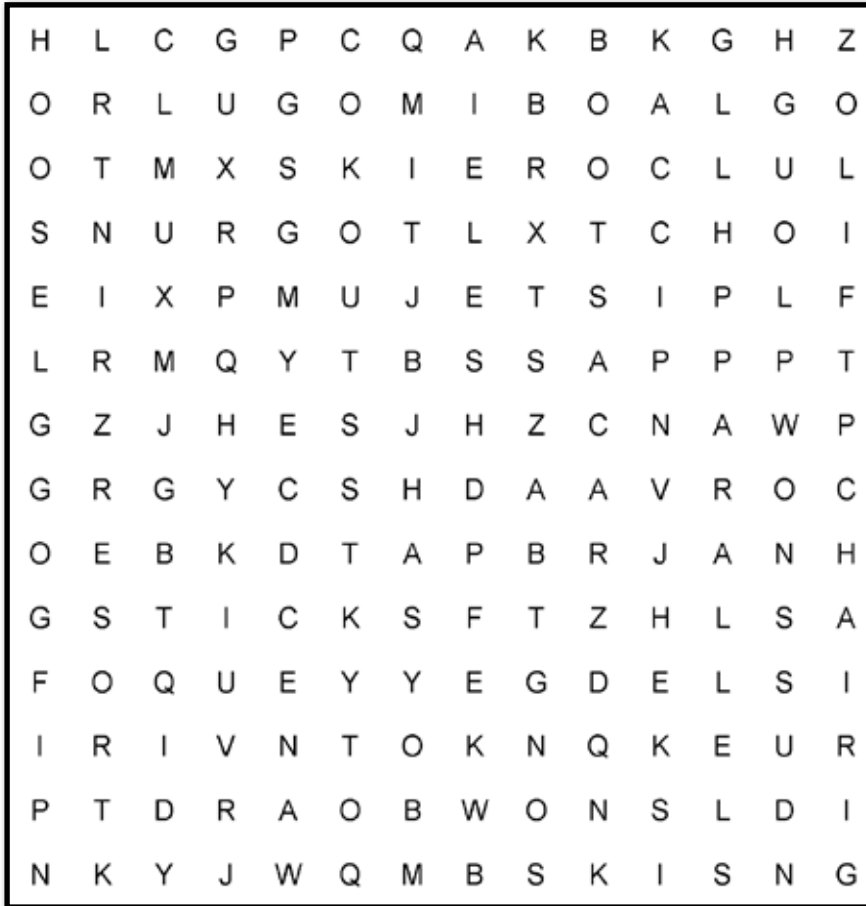 H L C G P C Q A K B K G H Z
O R L U G O M I B O A L G O
O T M X S K I E R O C L U L
S N U R G O T L X T C H O I
E I X P M U J E T S I P L F
L R M Q Y T B S S A P P P T
G Z J H E S J H Z C N A W P
G R G Y C S H D A A V R O C
O E B K D T A P B R J A N H
G S T I C K S F T Z H L S A
F O Q U E Y Y E G D E L S I
I R I V N T O K N Q K E U R
P T D R A O B W O N S L D I
N K Y J W Q M B S K I S N G